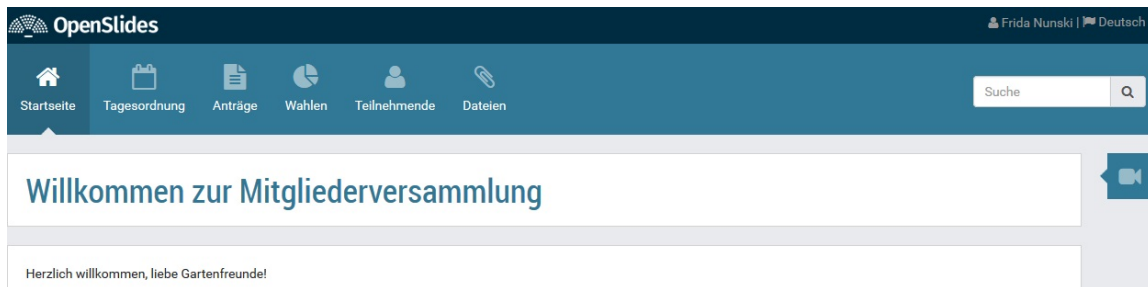 OpenSlides
Frida Nunski | Deutsch
Startseite Tagesordnung Anträge Wahlen Teilnehmende Dateien
Suche
Willkommen zur Mitgliederversammlung
Herzlich willkommen, liebe Gartenfreunde!